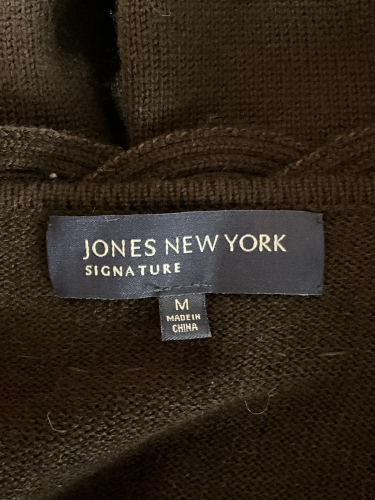 JONES NEW YORK
SIGNATURE
M
MADE IN
CHINA